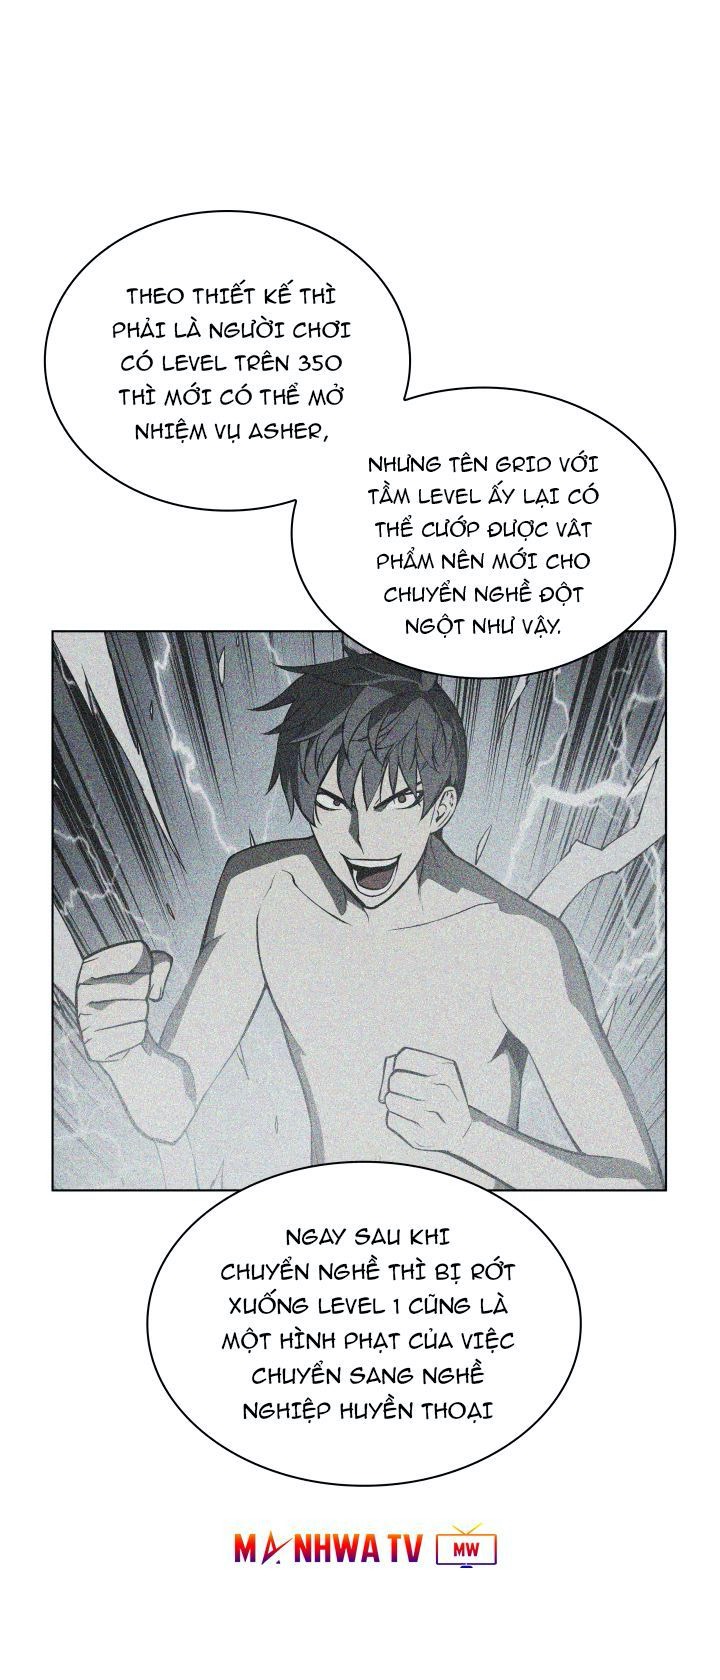 THEO THIẾT KẾ THÌ
PHẢI LÀ NGƯỜI CHƠI
CÓ LEVEL TRÊN 350
THÌ MỚI CÓ THỂ MỞ
NHIỆM VỤ ASHER,
NHƯNG TÊN GRID VỚI
TẦM LEVEL ẤY LẠI CÓ
THỂ CƯỚP ĐƯỢC VẬT
PHẨM NÊN MỚI CHO
CHUYỂN NGHỀ ĐỘT
NGỘT NHƯ VẬY.
NGAY SAU KHI
CHUYỂN NGHỀ THÌ BỊ RỚT
XUỐNG LEVEL 1 CŨNG LÀ
MỘT HÌNH PHẠT CỦA VIỆC
CHUYỂN SANG NGHỀ
NGHIỆP HUYỀN THOẠI
MANHWA TV MW